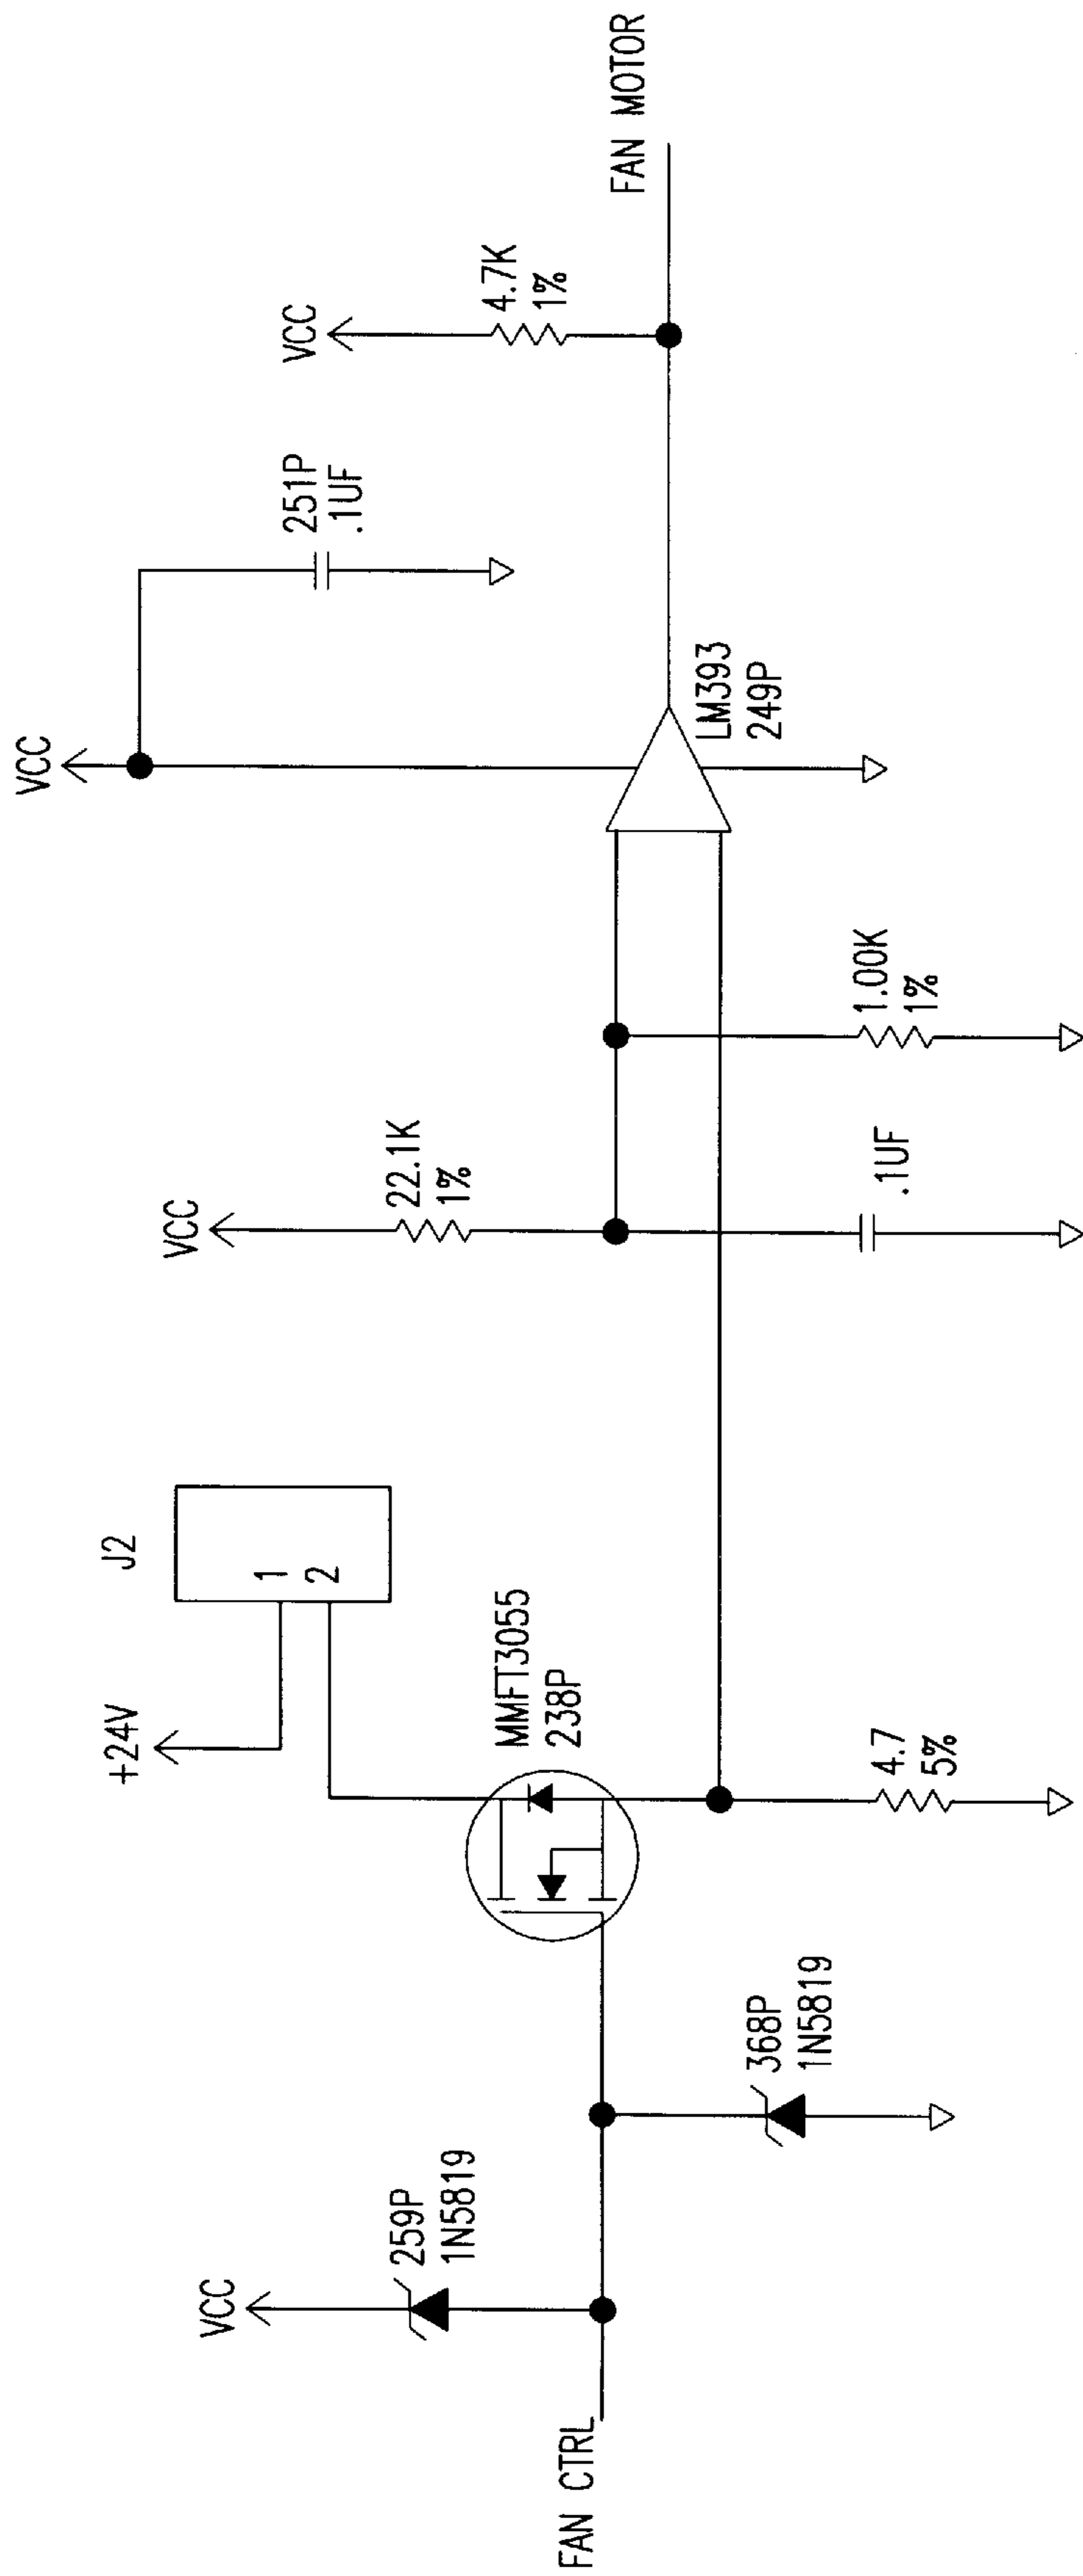 FAN CTRL
VCC
259P
1N5819
368P
1N5819
+24V
J2
1
2
MMFT3055
238P
4.7
5%
VCC
22.1K
1%
.1UF
1.00K
1%
VCC
251P
.1UF
LM393
249P
VCC
4.7K
1%
FAN MOTOR